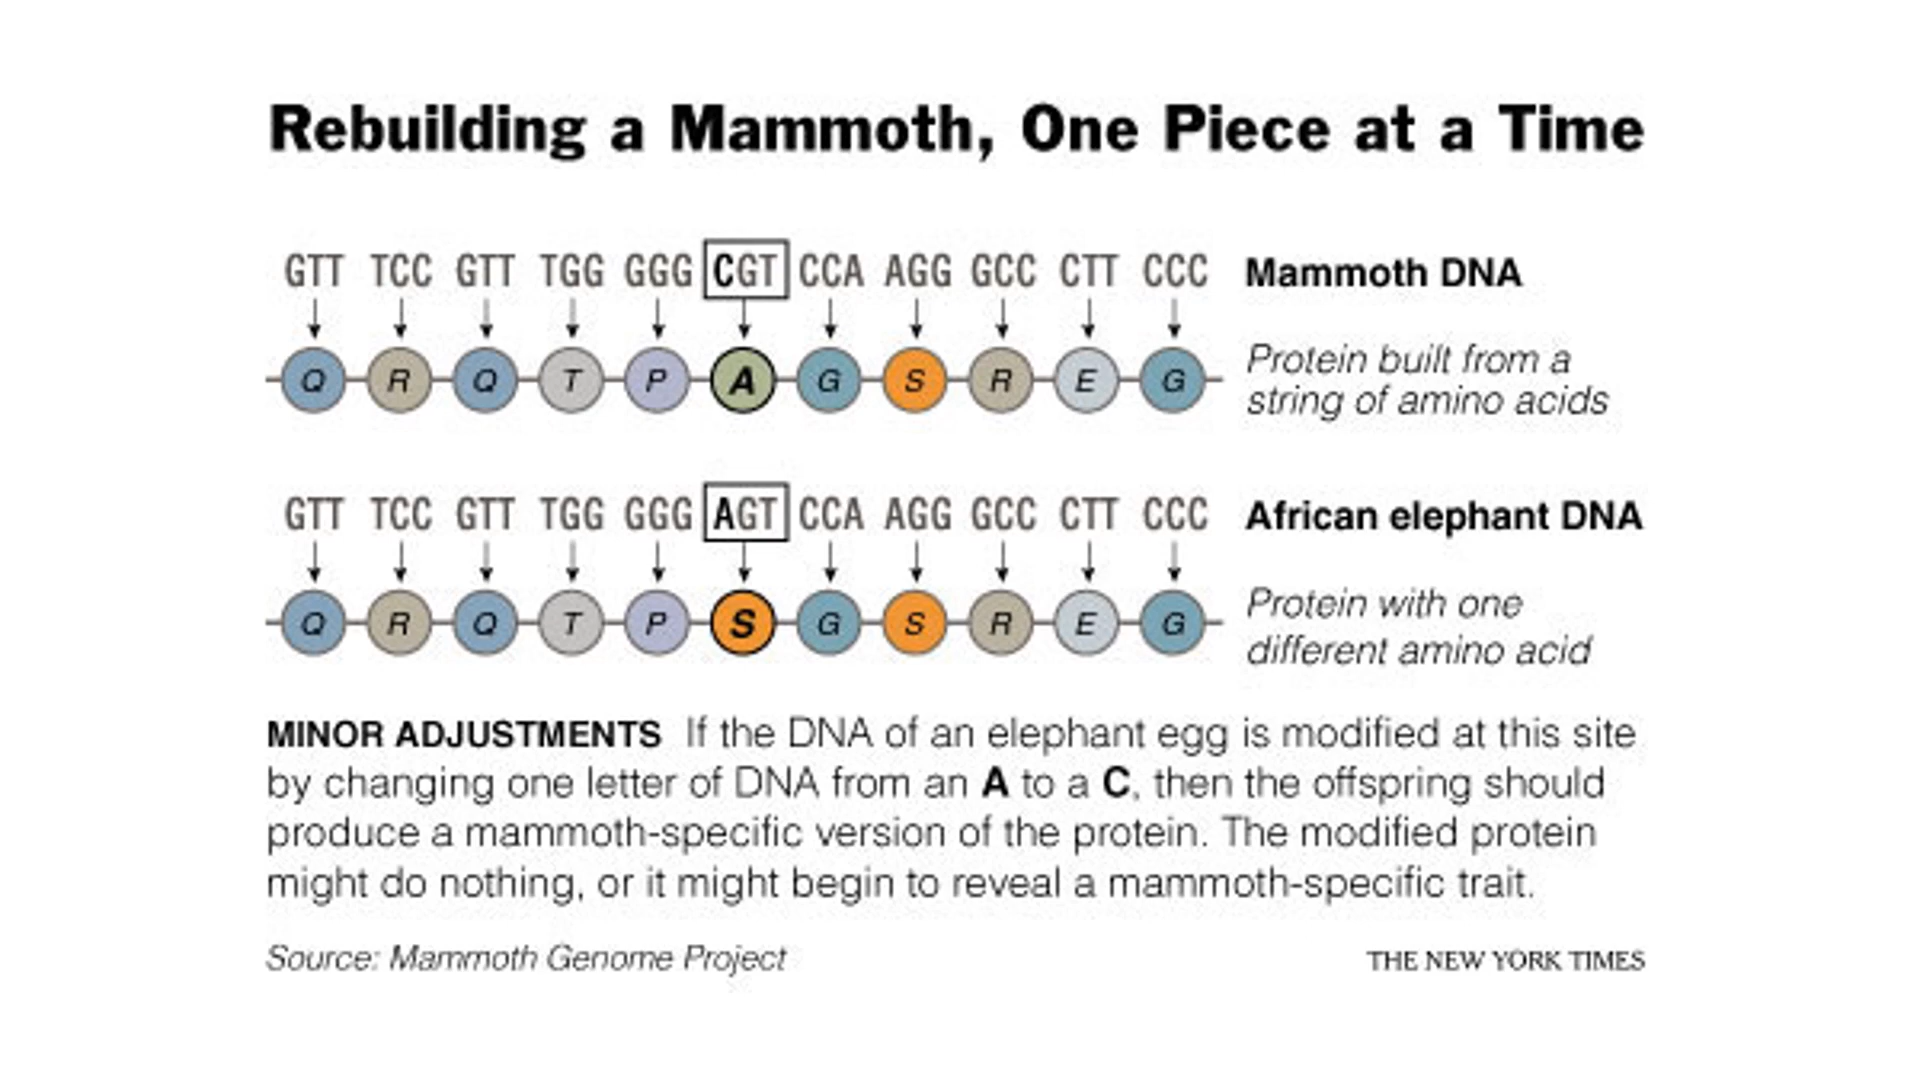 Rebuilding a Mammoth, One Piece at a Time
GTT TCC GTT TGG GGG CGT CCA AGG GCC CTT CCC Mammoth DNA
Q R Q T P A G S R E G
Protein built from a
string of amino acids
GTT TCC GTT TGG GGG AGT CCA AGG GCC CTT CCC African elephant DNA
Q R Q T P S G S R E G
Protein with one
different amino acid
MINOR ADJUSTMENTS If the DNA of an elephant egg is modified at this site
by changing one letter of DNA from an A to a C, then the offspring should
produce a mammoth-specific version of the protein. The modified protein
might do nothing, or it might begin to reveal a mammoth-specific trait.
Source: Mammoth Genome Project
THE NEW YORK TIMES